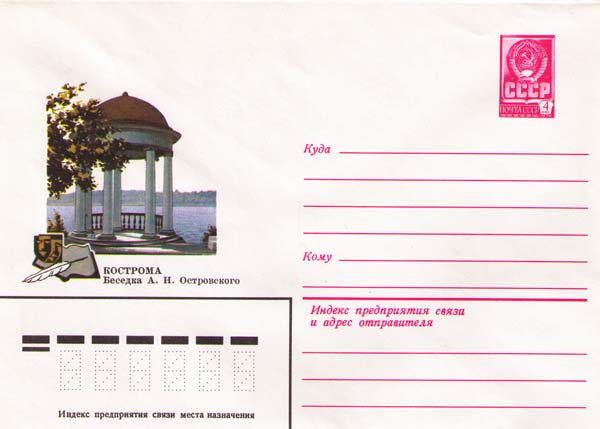 СССР
ПОЧТА СССР 4
Куда
Кому
КОСТРОМА
Беседка А. Н. Островского
Индекс предприятия связи
и адрес отправителя
Индекс предприятия связи места назначения